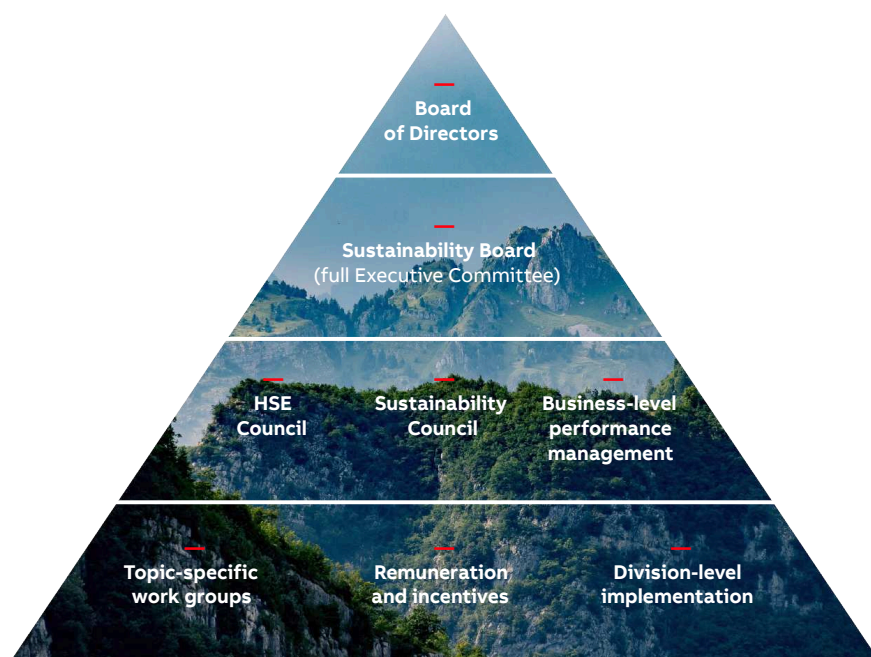 Board
of Directors
Sustainability Board
(full Executive Committee)
HSE
Council
Sustainability
Council
Business-level
performance
management
Topic-specific
work groups
Remuneration
and incentives
Division-level
implementation